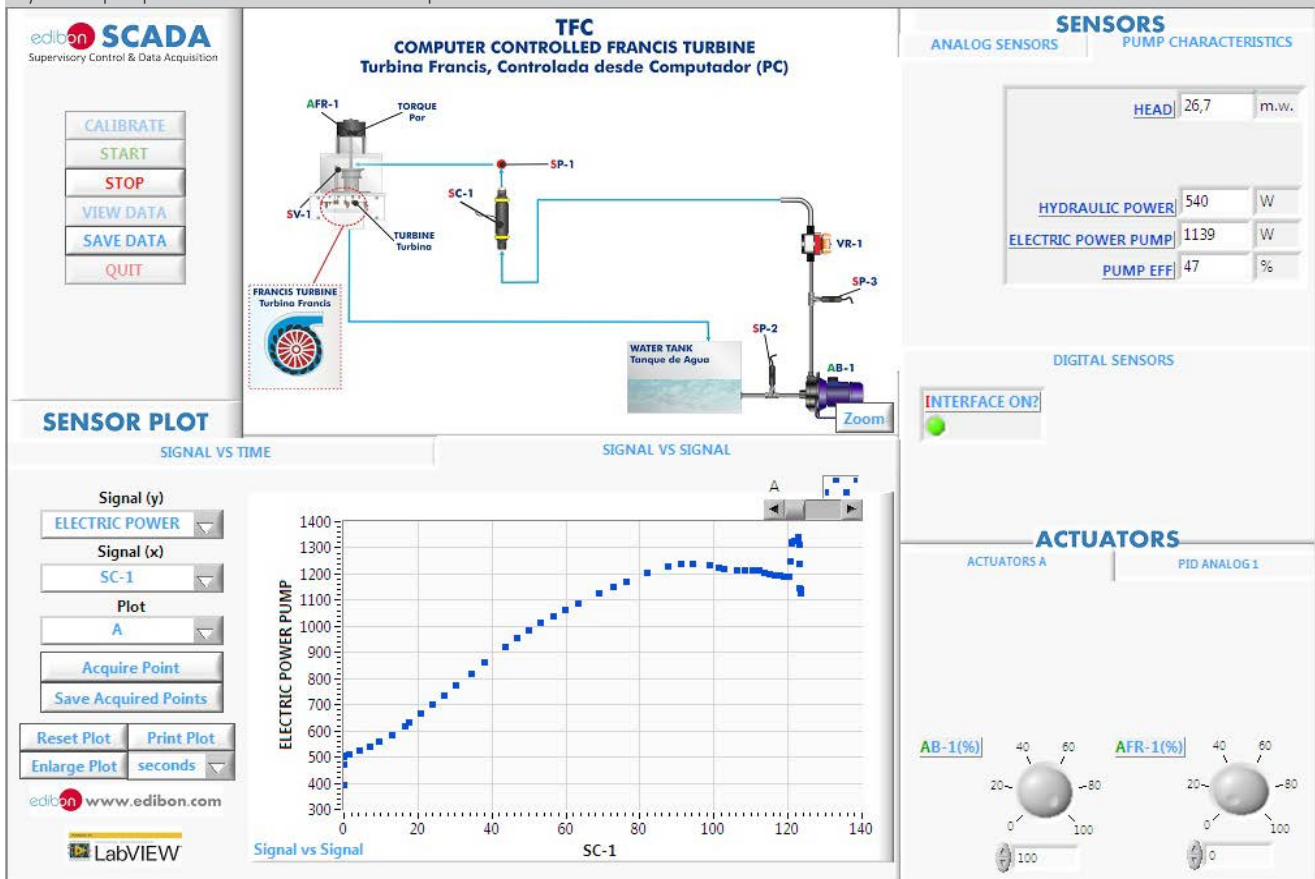 edibon SCADA
Supervisory Control & Data Acquisition
CALIBRATE
START
STOP
VIEW DATA
SAVE DATA
QUIT
TFC
COMPUTER CONTROLLED FRANCIS TURBINE
Turbina Francis, Controlada desde Computador (PC)
AFR-1
TORQUE
Par
SP-1
SC-1
SV-1
TURBINE
Turbina
VR-1
SP-3
FRANCIS TURBINE
Turbina Francis
SP-2
WATER TANK
Tanque de Agua
AB-1
Zoom
SENSORS
ANALOG SENSORS
PUMP CHARACTERISTICS
HEAD 26,7 m.w.
HYDRAULIC POWER 540 W
ELECTRIC POWER PUMP 1139 W
PUMP EFF 47 %
DIGITAL SENSORS
INTERFACE ON?
SENSOR PLOT
SIGNAL VS TIME
SIGNAL VS SIGNAL
Signal (y)
ELECTRIC POWER
Signal (x)
SC-1
Plot
A
Acquire Point
Save Acquired Points
Reset Plot
Print Plot
Enlarge Plot
seconds
edibon www.edibon.com
LabVIEW
A
ELECTRIC POWER PUMP
1400
1300
1200
1100
1000
900
800
700
600
500
400
300
0 20 40 60 80 100 120 140
Signal vs Signal
SC-1
ACTUATORS
ACTUATORS A
PID ANALOG 1
AB-1(%)
0 20 40 60 80 100
100
AFR-1(%)
0 20 40 60 80 100
0